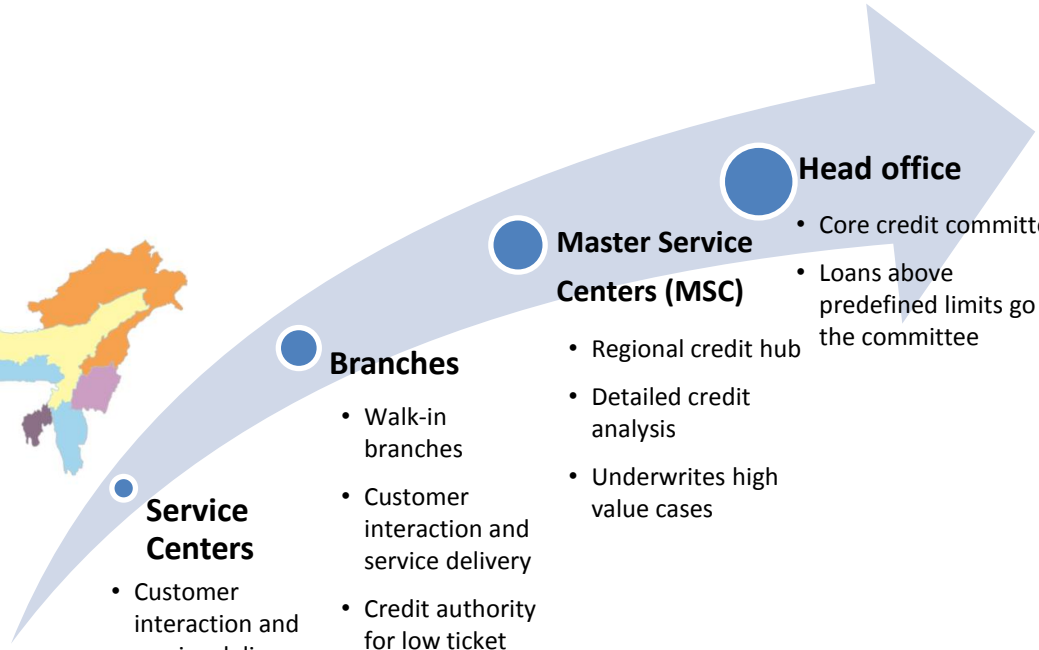 Head office
• Core credit
• Loans above
predefined limits go
the committee
Master Service
Centers (MSC)
• Regional credit hub
• Detailed credit
analysis
• Underwrites high
value cases
Branches
• Walk-in
branches
• Customer
interaction and
service delivery
• Credit authority
for low ticket
Service
Centers
• Customer
interaction and